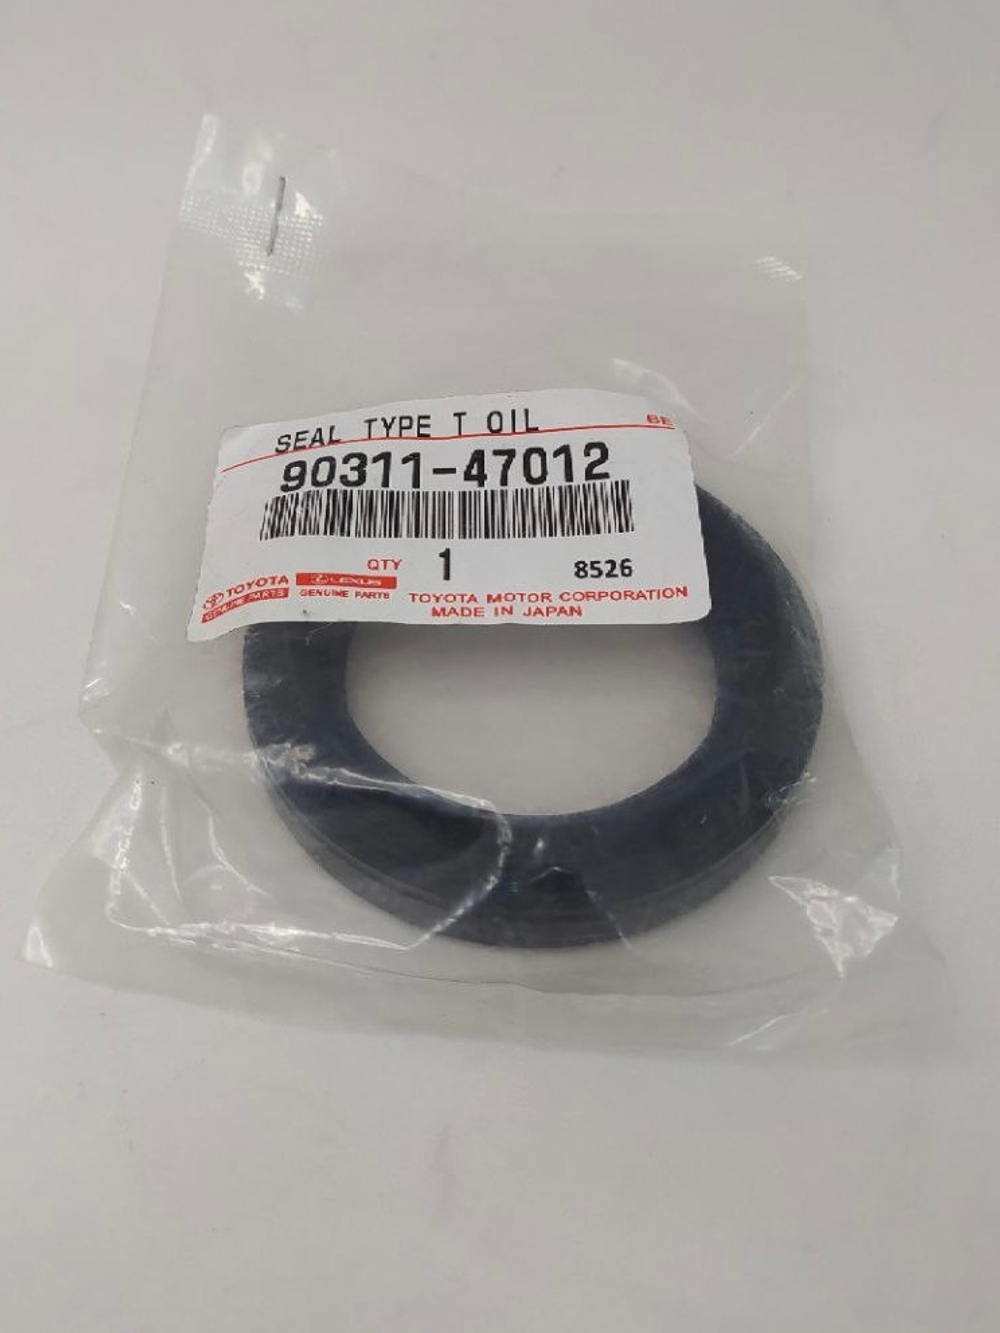 SEAL TYPE T OIL
BE
90311-47012
QTY 1 8526
TOYOTA
GENUINE PARTS
LEXUS
GENUINE PARTS
TOYOTA MOTOR CORPORATION
MADE IN JAPAN